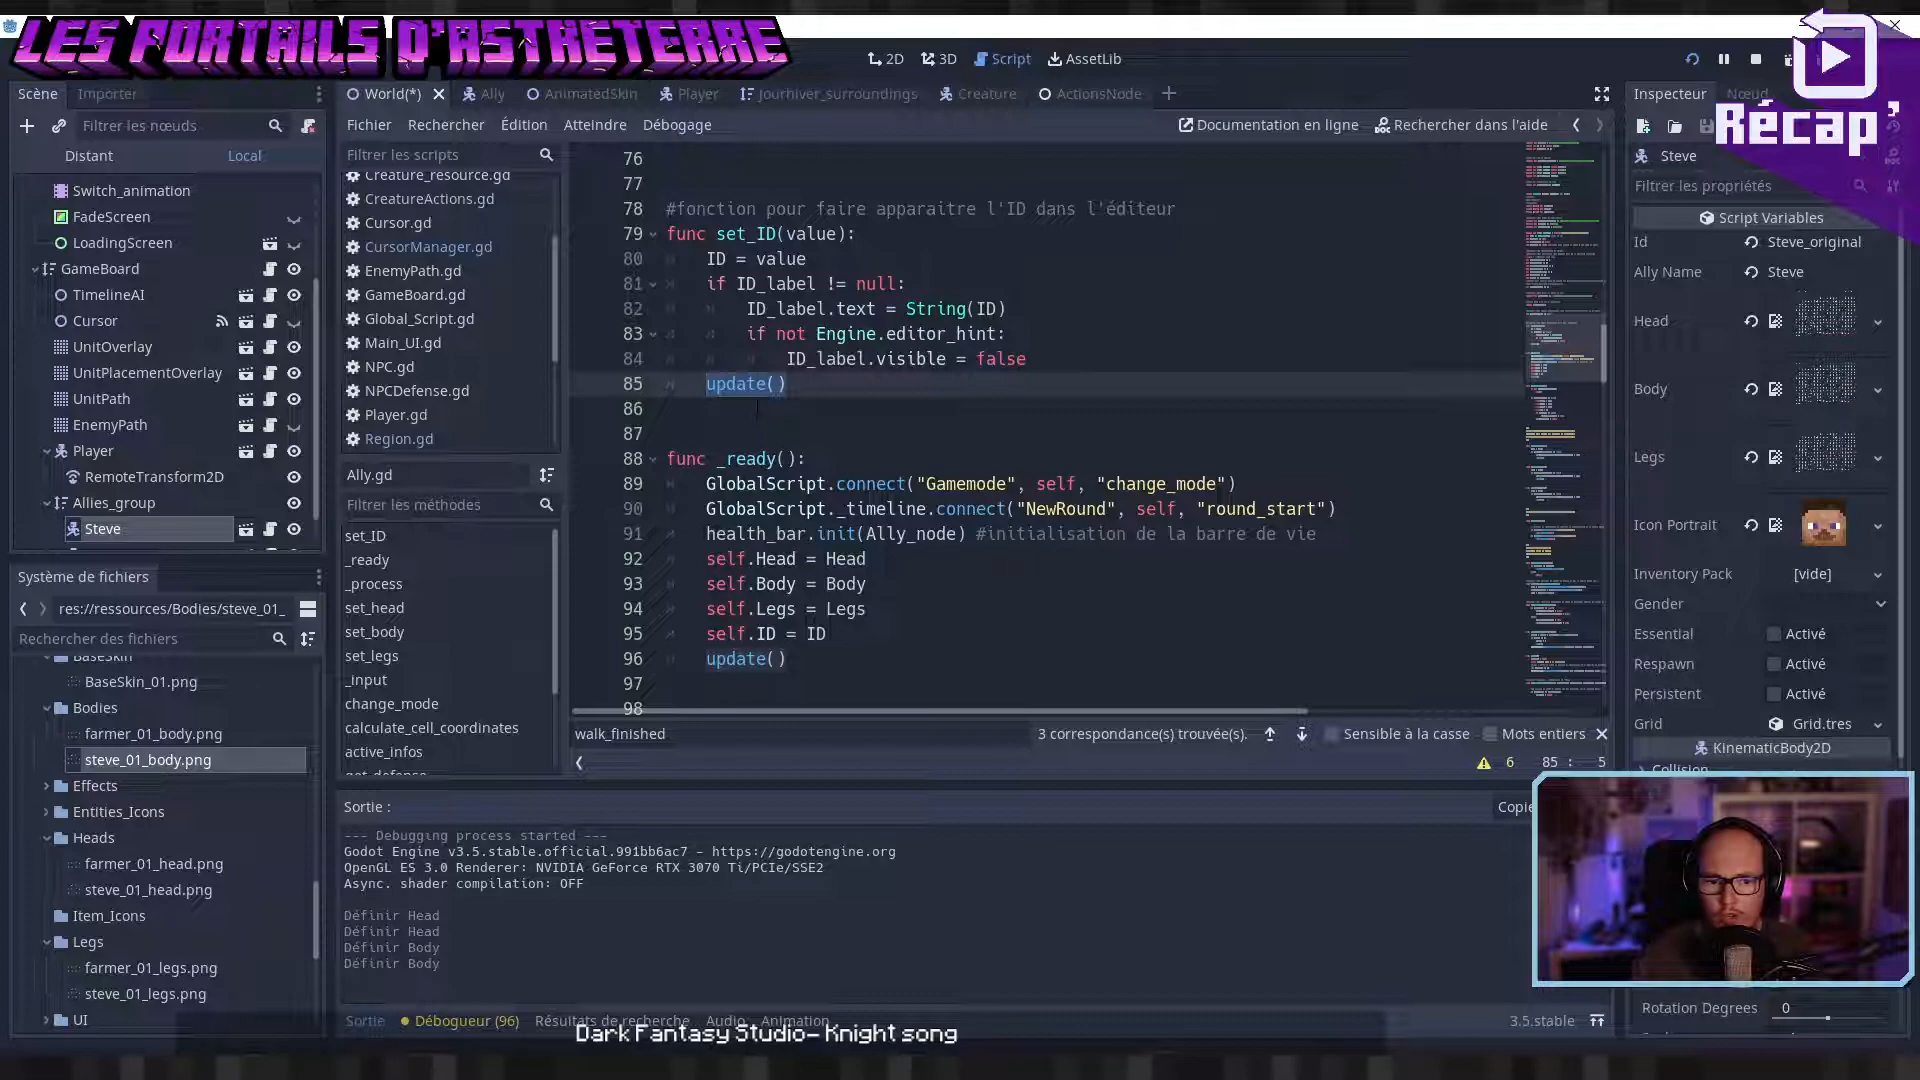 LES PORTAILS D'ASTRETERRE
2D
3D
Script
AssetLib
Récap'
Scène
Importer
Filtrer les nœuds
Distant
Local
Switch_animation
FadeScreen
LoadingScreen
GameBoard
TimelineAI
Cursor
UnitOverlay
UnitPlacementOverlay
UnitPath
EnemyPath
Player
RemoteTransform2D
Allies_group
Steve
Système de fichiers
res://ressources/Bodies/steve_01_
Rechercher des fichiers
BaseSkin
BaseSkin_01.png
Bodies
farmer_01_body.png
steve_01_body.png
Effects
Entities_Icons
Heads
farmer_01_head.png
steve_01_head.png
Item_Icons
Legs
farmer_01_legs.png
steve_01_legs.png
UI
World(*)
Ally
AnimatedSkin
Player
Jourhiver_surroundings
Creature
ActionsNode
Fichier
Rechercher
Édition
Atteindre
Débogage
Documentation en ligne
Rechercher dans l'aide
Filtrer les scripts
Creature_resource.gd
CreatureActions.gd
Cursor.gd
CursorManager.gd
EnemyPath.gd
GameBoard.gd
Global_Script.gd
Main_UI.gd
NPC.gd
NPCDefense.gd
Player.gd
Region.gd
Ally.gd
Filtrer les méthodes
set_ID
_ready
_process
set_head
set_body
set_legs
_input
change_mode
calculate_cell_coordinates
active_infos
get_defense
76
77
78 #fonction pour faire apparaitre l'ID dans l'éditeur
79 func set_ID(value):
80 ID = value
81 if ID_label != null:
82 ID_label.text = String(ID)
83 if not Engine.editor_hint:
84 ID_label.visible = false
85 update()
86
87
88 func _ready():
89 GlobalScript.connect("Gamemode", self, "change_mode")
90 GlobalScript._timeline.connect("NewRound", self, "round_start")
91 health_bar.init(Ally_node) #initialisation de la barre de vie
92 self.Head = Head
93 self.Body = Body
94 self.Legs = Legs
95 self.ID = ID
96 update()
97
98
walk_finished
3 correspondance(s) trouvée(s).
Sensible à la casse
Mots entiers
6
85 : 5
Sortie :
Copie
--- Debugging process started ---
Godot Engine v3.5.stable.official.991bb6ac7 - https://godotengine.org
OpenGL ES 3.0 Renderer: NVIDIA GeForce RTX 3070 Ti/PCIe/SSE2
Async. shader compilation: OFF
Définir Head
Définir Head
Définir Body
Définir Body
Sortie
Débogueur (96)
Résultats de recherche
Audio
Animation
3.5.stable
Dark Fantasy Studio- Knight song
Inspecteur
Nœud
Steve
Filtrer les propriétés
Script Variables
Id
Steve_original
Ally Name
Steve
Head
Body
Legs
Icon Portrait
Inventory Pack
[vide]
Gender
Essential
Activé
Respawn
Activé
Persistent
Activé
Grid
Grid.tres
KinematicBody2D
Collision
Rotation Degrees
0